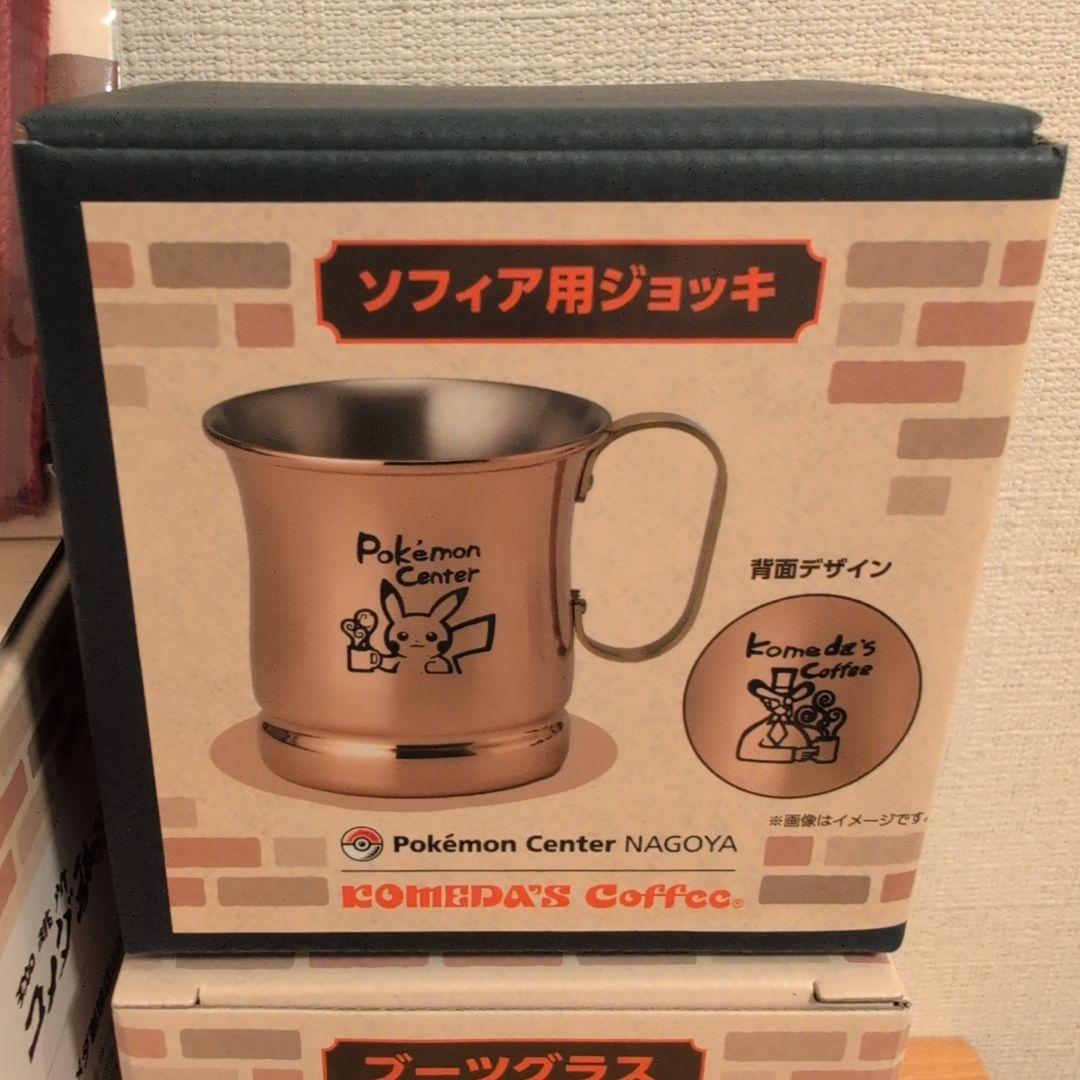 ソフィア用ジョッキ
Pokémon
Center
背面デザイン
Komeda's
Coffee
※画像はイメージです。
Pokémon Center NAGOYA
KOMEDA'S Coffee®
ブーツグラス